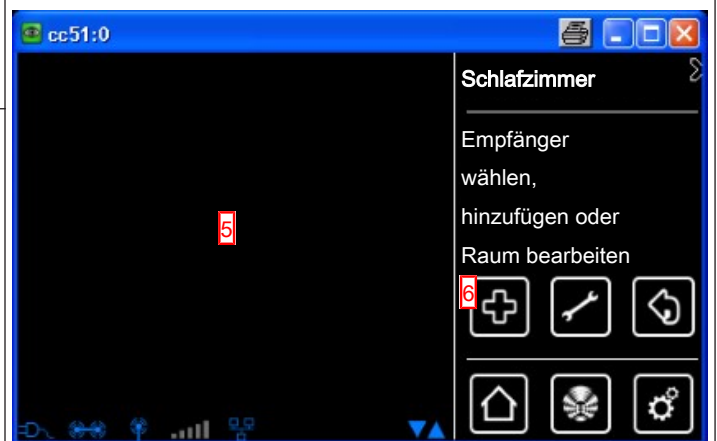 cc51:0
Schlafzimmer
Empfänger
wählen,
hinzufügen oder
Raum bearbeiten
5
6